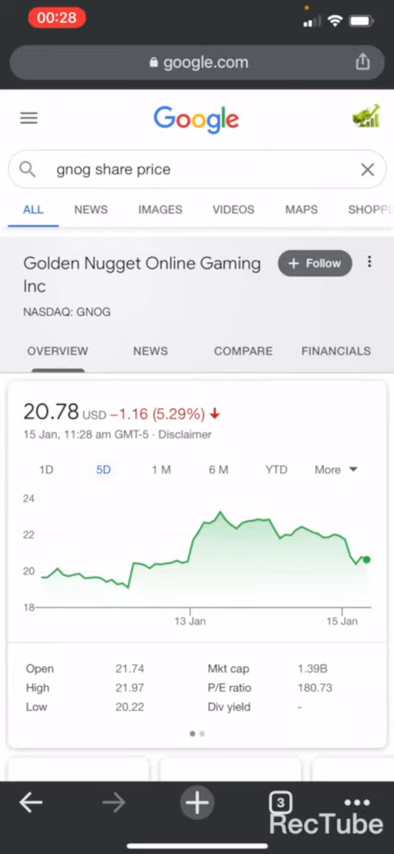 00:28
google.com
Google
gnog share price
ALL NEWS IMAGES VIDEOS MAPS SHOPPI
Golden Nugget Online Gaming
Inc
+ Follow
NASDAQ: GNOG
OVERVIEW NEWS COMPARE FINANCIALS
20.78 USD −1.16 (5.29%)
15 Jan, 11:28 am GMT-5 · Disclaimer
1D 5D 1 M 6 M YTD More
24
22
20
18
13 Jan 15 Jan
Open 21.74 Mkt cap 1.39B
High 21.97 P/E ratio 180.73
Low 20.22 Div yield -
3
RecTube